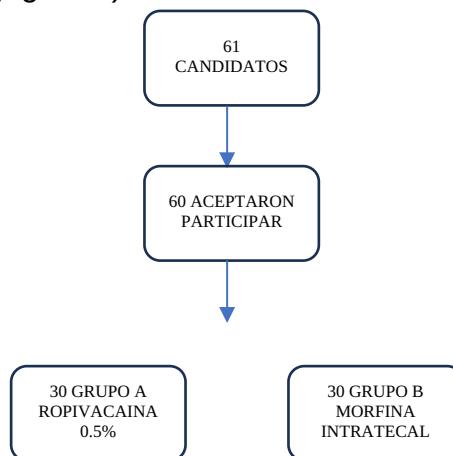 61
CANDIDATOS
60 ACEPTARON
PARTICIPAR
30 GRUPO A
ROPIVACAINA
0.5%
30 GRUPO B
MORFINA
INTRATECAL